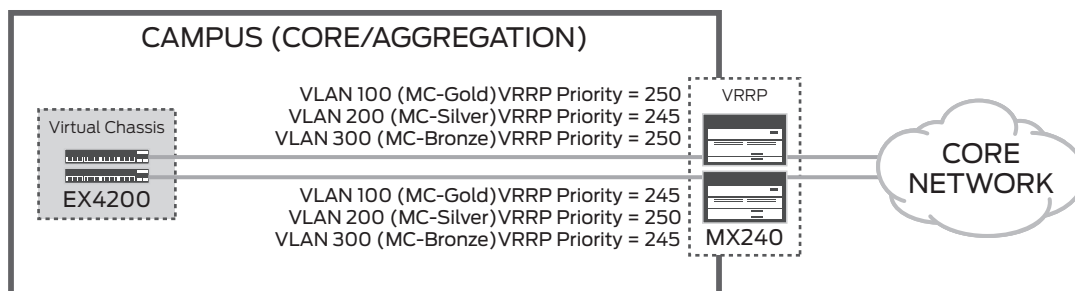 CAMPUS (CORE/AGGREGATION)
VLAN 100 (MC-Gold)VRRP Priority = 250
VLAN 200 (MC-Silver)VRRP Priority = 245
VLAN 300 (MC-Bronze)VRRP Priority = 250
VRRP
Virtual Chassis
EX4200
CORE
NETWORK
VLAN 100 (MC-Gold)VRRP Priority = 245
VLAN 200 (MC-Silver)VRRP Priority = 250
VLAN 300 (MC-Bronze)VRRP Priority = 245
MX240